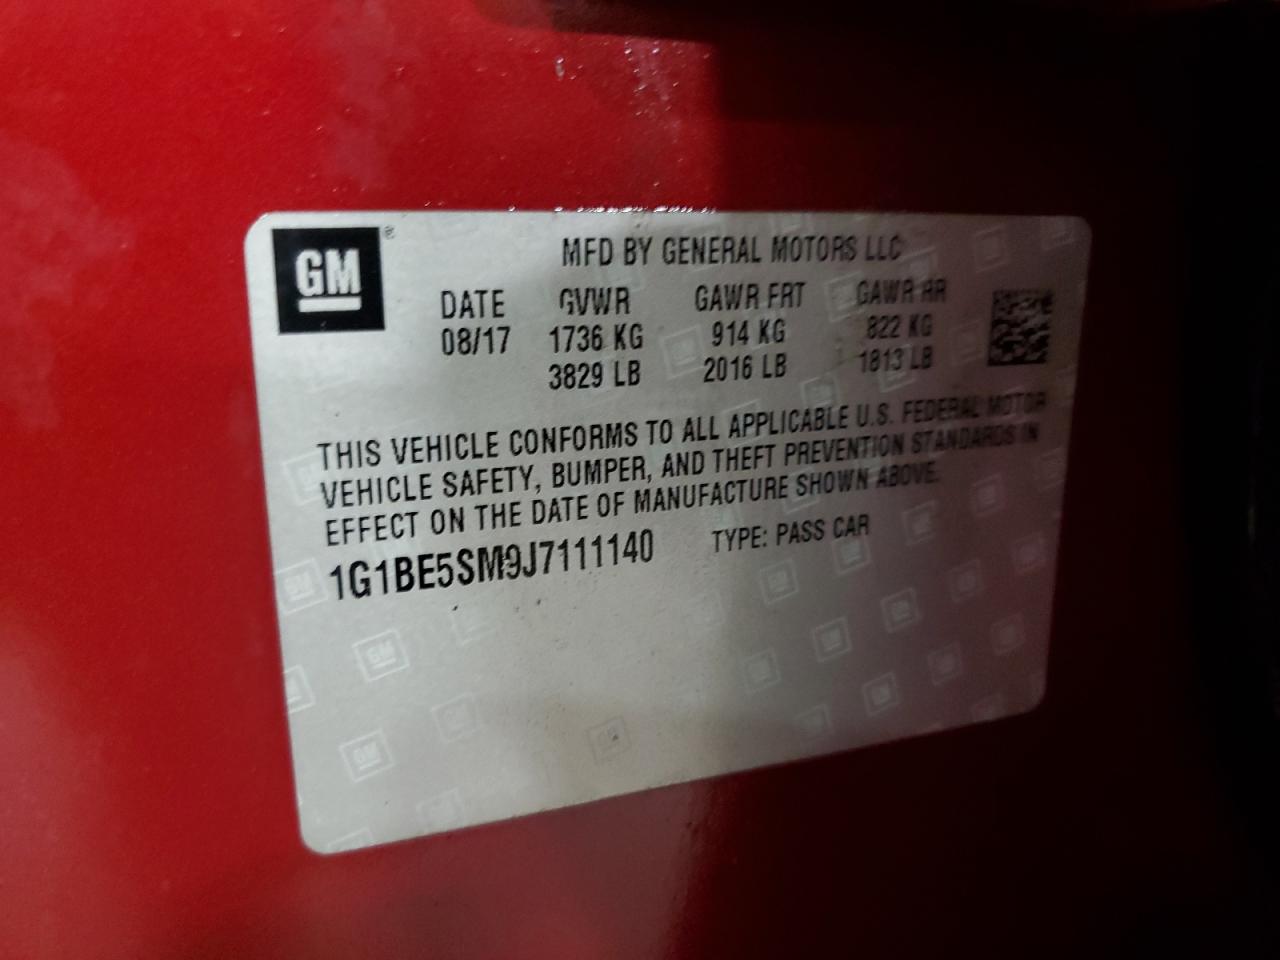 GM ®
MFD BY GENERAL MOTORS LLC
DATE GVWR GAWR FRT GAWR RR
08/17 1736 KG 914 KG 822 KG
3829 LB 2016 LB 1813 LB
THIS VEHICLE CONFORMS TO ALL APPLICABLE U.S. FEDERAL MOTOR
VEHICLE SAFETY, BUMPER, AND THEFT PREVENTION STANDARDS IN
EFFECT ON THE DATE OF MANUFACTURE SHOWN ABOVE.
1G1BE5SM9J7111140 TYPE: PASS CAR